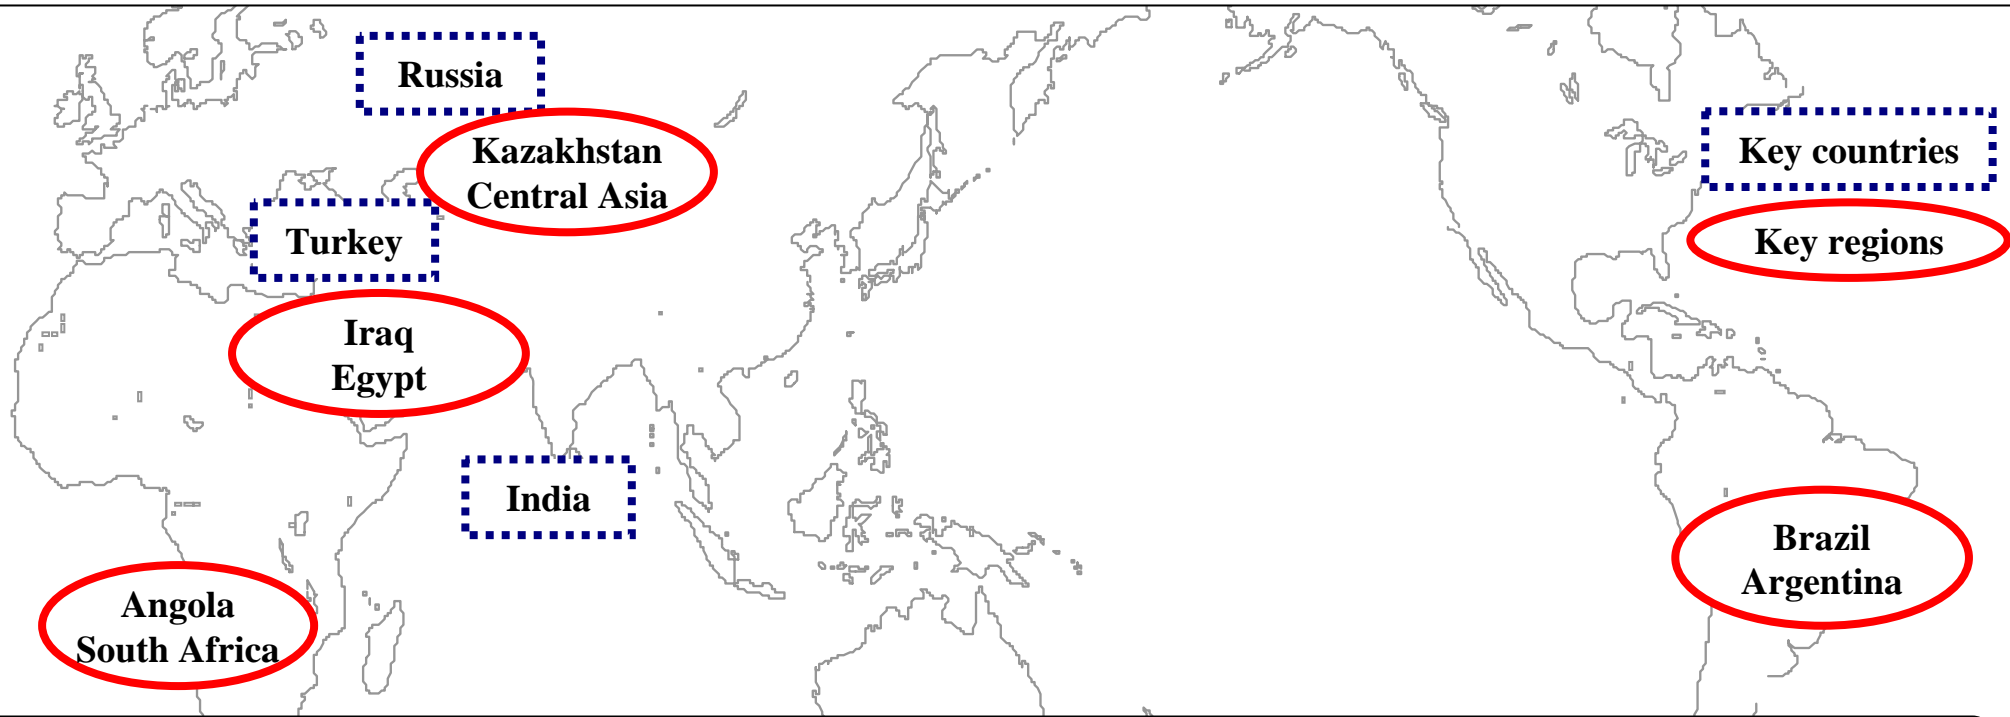 Russia
Kazakhstan
Central Asia
Key countries
Turkey
Key regions
Iraq
Egypt
India
Brazil
Argentina
Angola
South Africa